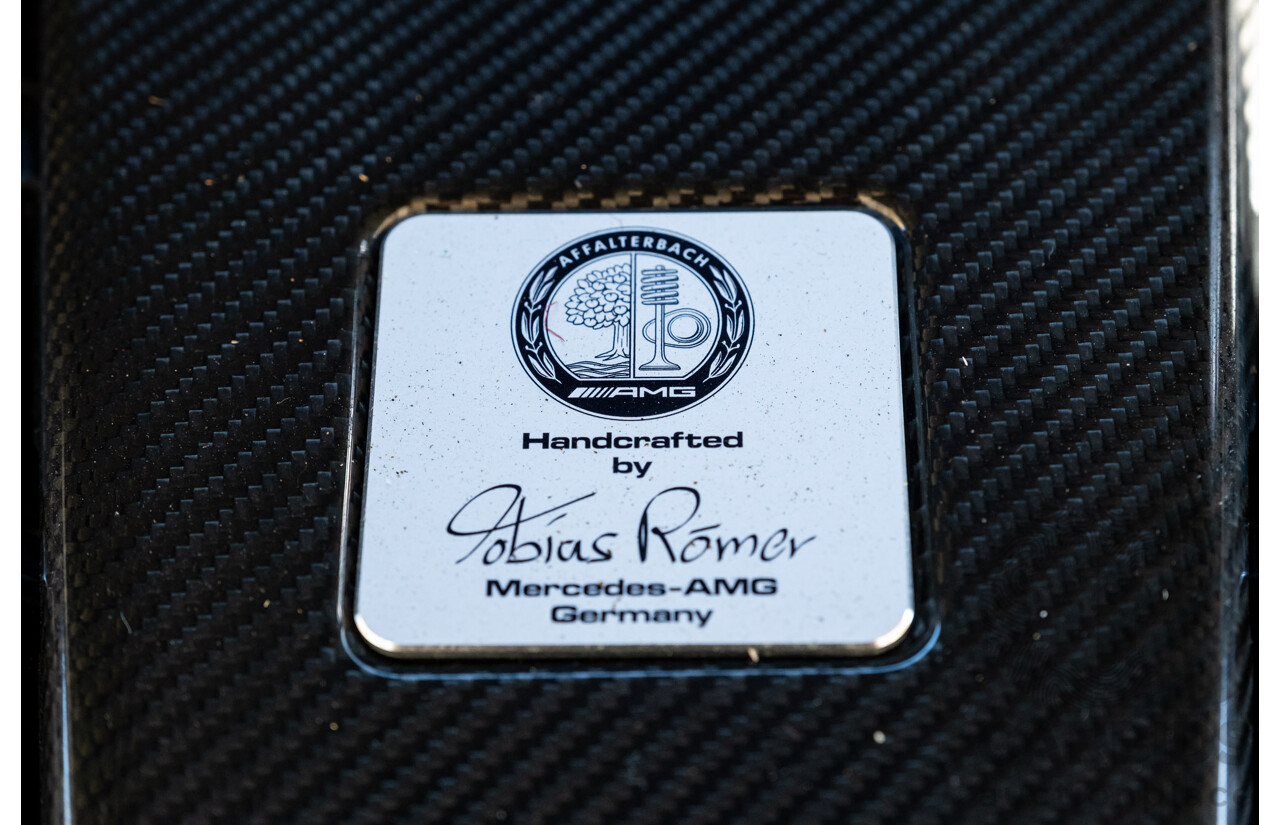 AFFALTERBACH
AMG
Handcrafted
by
Tobias Römer
Mercedes-AMG
Germany